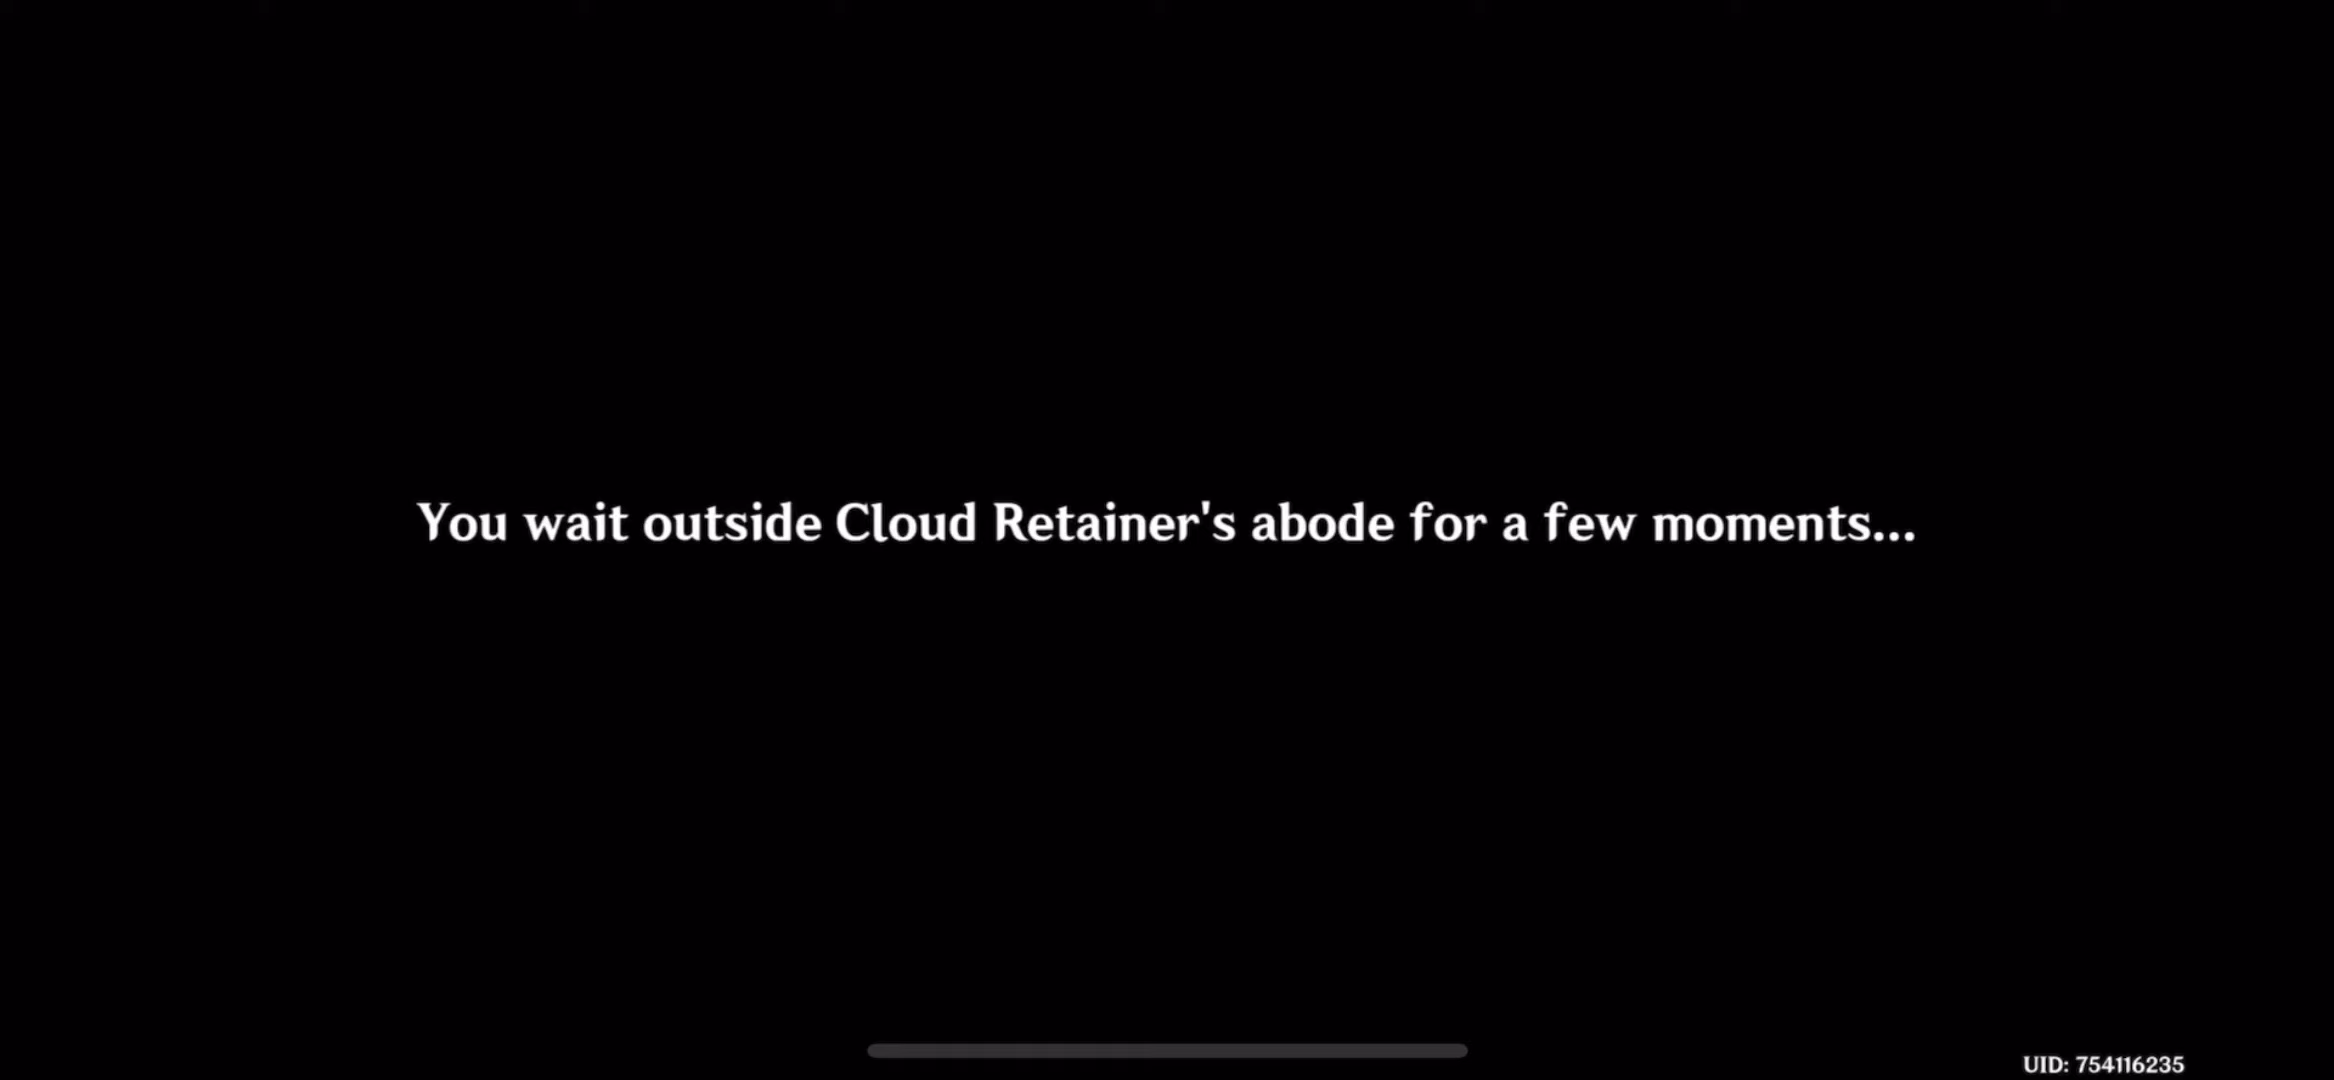 You wait outside Cloud Retainer's abode for a few moments...
UID: 754116235